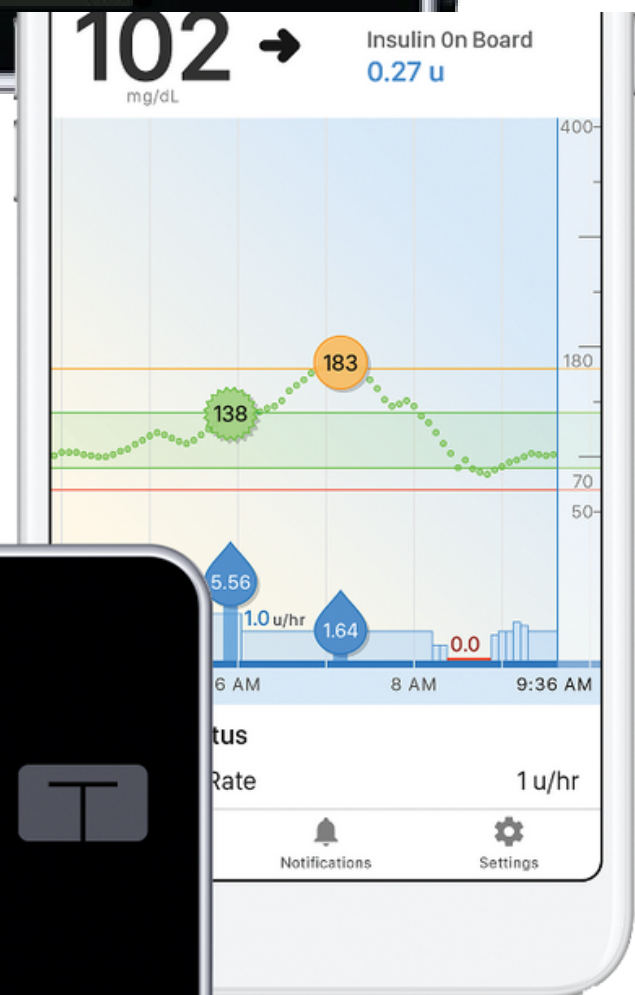 102
Insulin On Board
0.27 u
mg/dL
400
183
180
138
70
50
5.56
1.0 u/hr
1.64
0.0
6 AM
8 AM
9:36 AM
tus
Rate
1 u/hr
Notifications
Settings